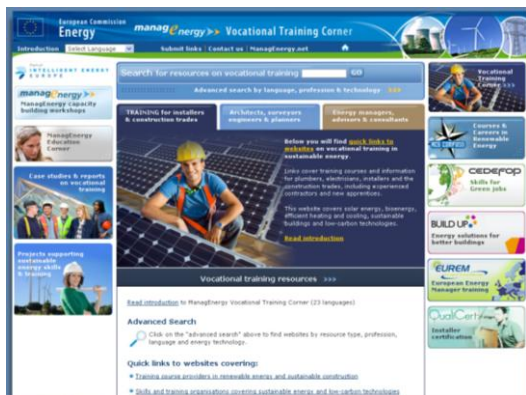 European Commission
Energy
managenergy Vocational Training Corner
Introduction
Select Language
Submit links | Contact us | ManagEnergy.net
INTELLIGENT ENERGY
EUROPE
managenergy
ManagEnergy capacity
building workshops
ManagEnergy
Education
Corner
Case studies & reports
on vocational
training
Projects supporting
sustainable
energy skills
& training
Search for resources on vocational training
GO
Advanced search by language, profession & technology >>>
TRAINING for installers
& construction trades
Architects, surveyors
engineers & planners
Energy managers,
advisors & consultants
Below you will find quick links to
websites on vocational training in
sustainable energy
Links cover training courses and information
for plumbers, electricians, installers and the
construction trades, including experienced
contractors and new apprentices.
This website covers solar energy, bioenergy,
efficient heating and cooling, sustainable
buildings and low-carbon technologies.
Read introduction
Vocational training resources >>>
Read introduction to ManagEnergy Vocational Training Corner (23 languages)
Advanced Search
Click on the "advanced search" above to find websites by resource type, profession,
language and energy technology.
Quick links to websites covering:
Training course providers in renewable energy and sustainable construction
Skills and training organisations covering sustainable energy and low-carbon technologies
Vocational
Training
Courses &
Careers in
Renewable
Energy
CEDEFOP
Skills for
Green jobs
BUILD UP
Energy solutions for
better buildings
EUREM
European Energy
Manager training
QualiCert
Installer
certification